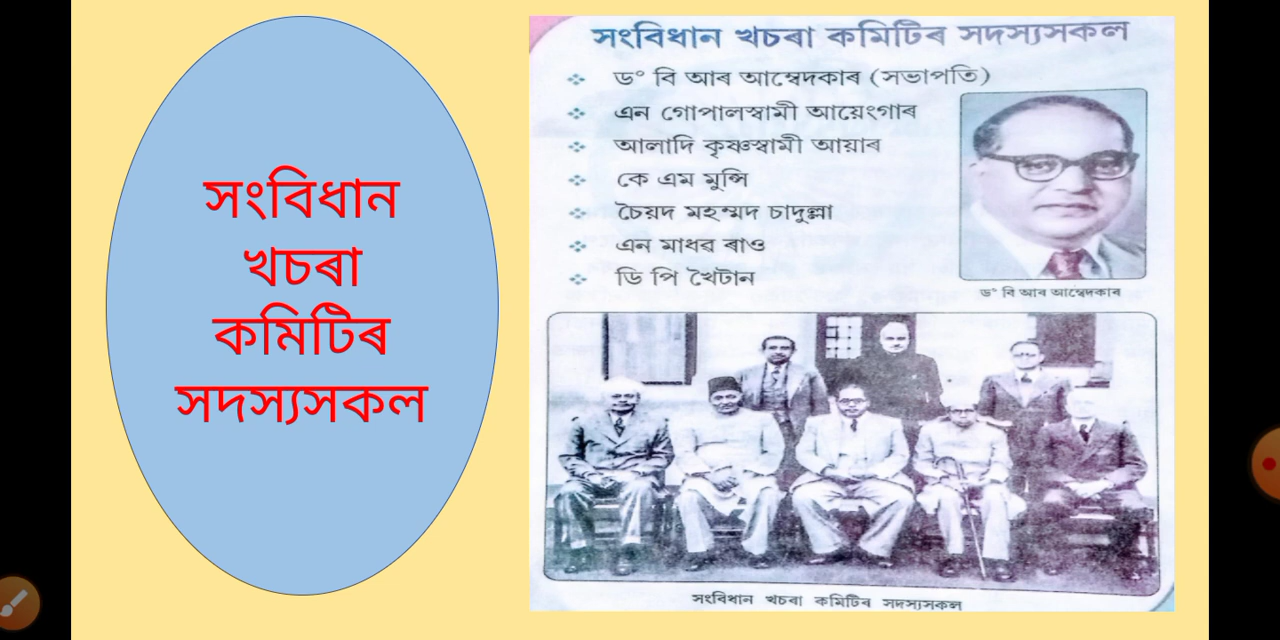 সংবিধান
খচৰা
কমিটিৰ
সদস্যসকল
সংবিধান খচৰা কমিটিৰ সদস্যসকল
ড° বি আৰ আম্বেদকাৰ (সভাপতি)
এন গোপালস্বামী আয়েংগাৰ
আলাদি কৃষ্ণস্বামী আয়াৰ
কে এম মুন্সি
চৈয়দ মহম্মদ চাদুল্লা
এন মাধৱ ৰাও
ডি পি খৈটান
ড° বি আৰ আম্বেদকাৰ
সংবিধান খচৰা কমিটিৰ সদস্যসকল